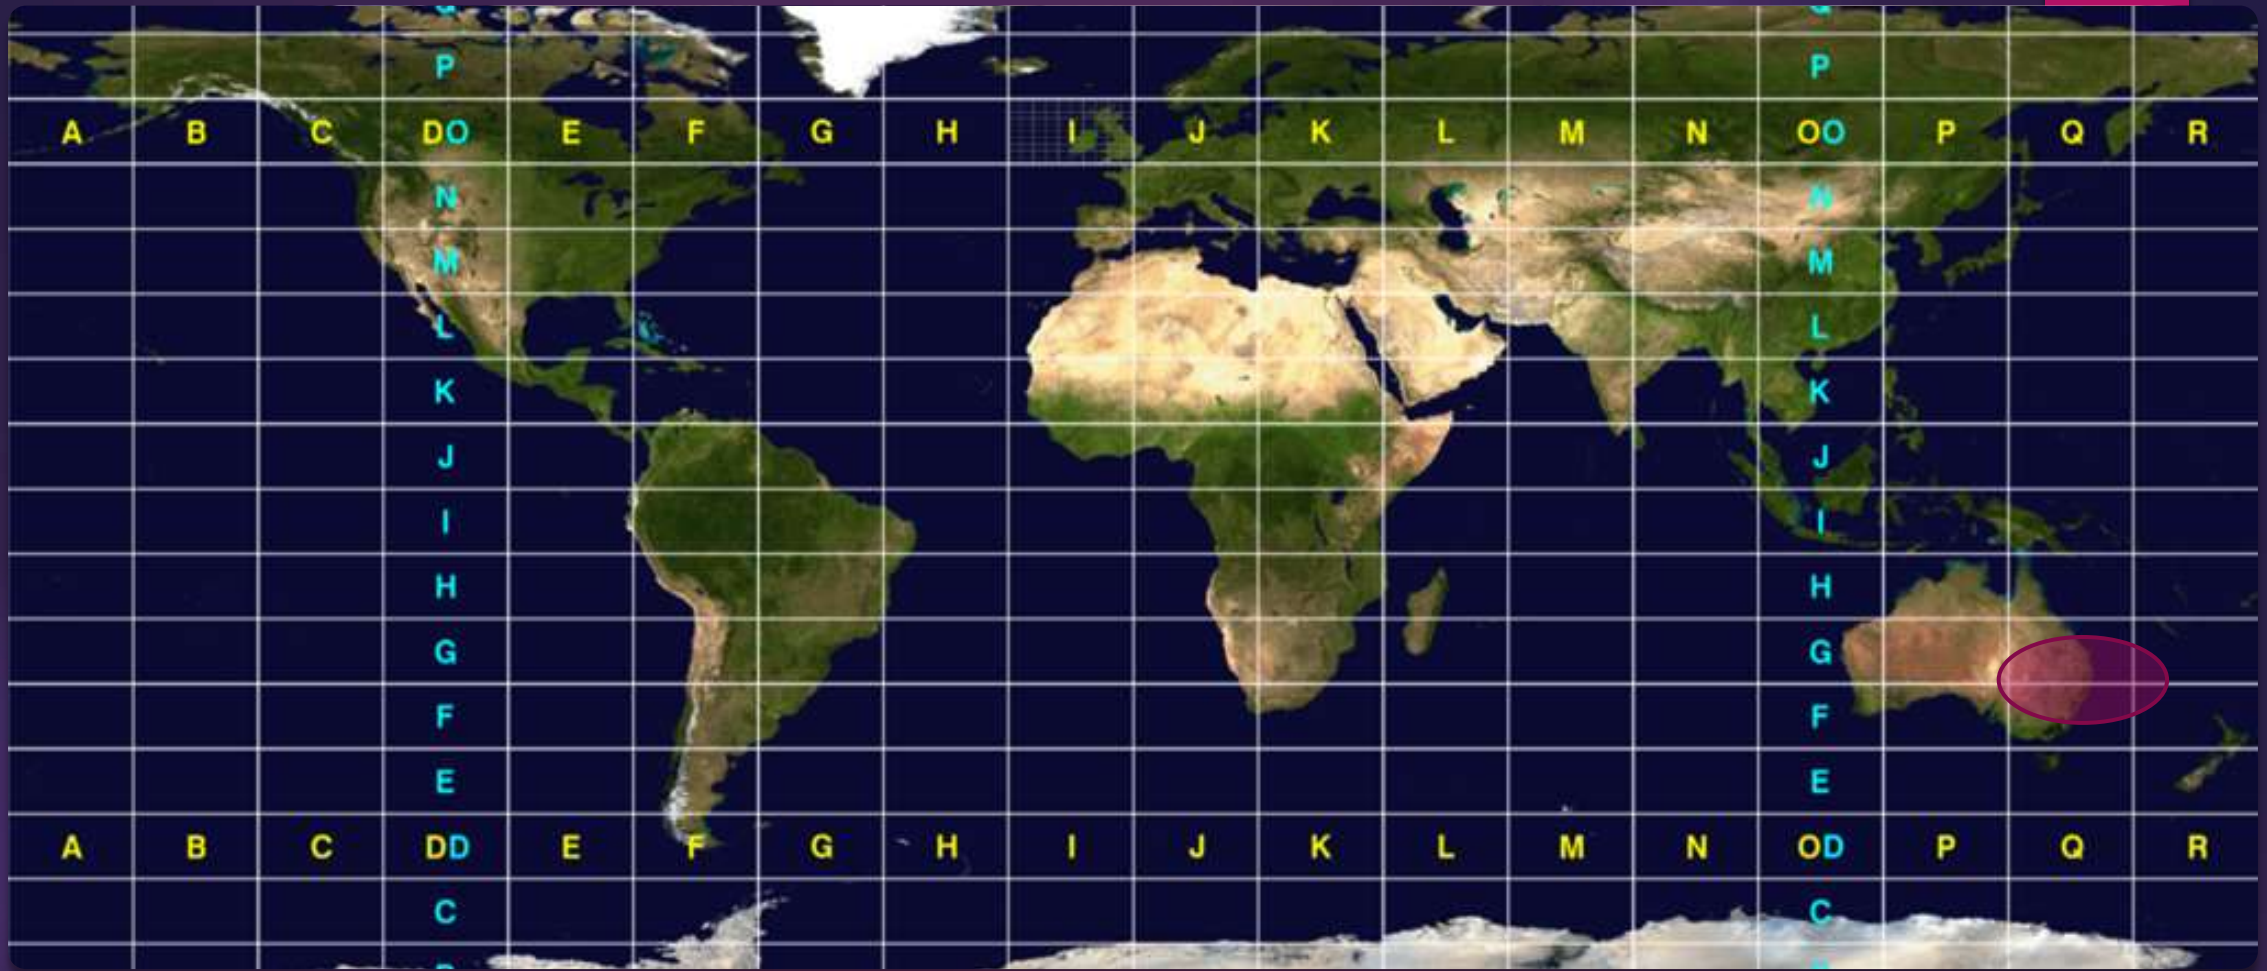 G G
P P
A B C DO E F G H I J K L M N OO P Q R
N N
M M
L L
K K
J J
I I
H H
G G
F F
E E
A B C DD E F G H I J K L M N OD P Q R
C C